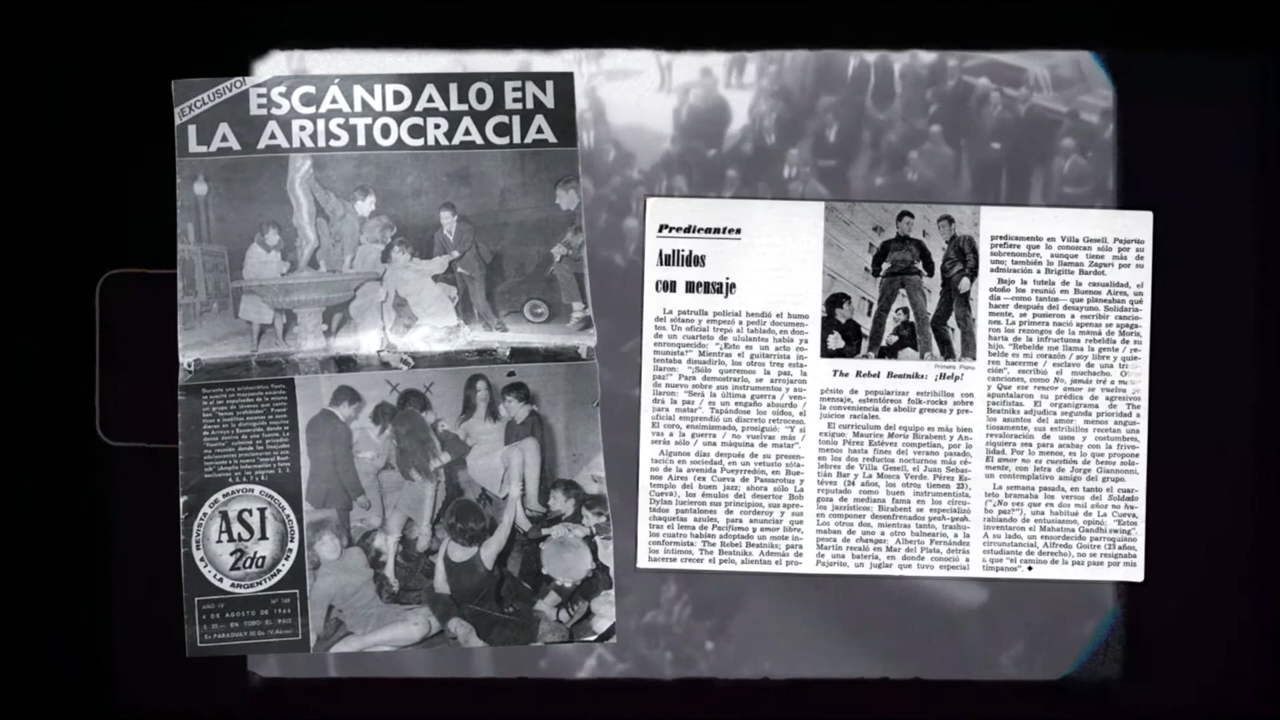 ¡EXCLUSIVO!
ESCÁNDALO EN
LA ARISTOCRACIA
Durante una aristocrática fiesta,
LA REVISTA DE MAYOR CIRCULACION EN LA ARGENTINA
ASI
2da
AÑO IV Nº 168
DE AGOSTO DE 1966
EN TODO EL PAIS
En PARAGUAY
Predicantes
Aullidos
con mensaje
La patrulla policial hendió el humo
del sótano y empezó a pedir documen-
tos. Un oficial trepó al tablado, en don-
de un cuarteto de ululantes había ya
enronquecido: "¿Esto es un acto co-
munista?" Mientras el guitarrista in-
tentaba disuadirlo, los otros tres esta-
llaron: "¡Sólo queremos la paz, la
paz!" Para demostrarlo, se arrojaron
de nuevo sobre sus instrumentos y au-
llaron: "Será la última guerra / ven-
drá la paz / es un engaño absurdo /
para matar". Tapándose los oídos, el
oficial emprendió un discreto retroceso.
El coro, ensimismado, prosiguió: "Y si
vas a la guerra / no vuelvas más /
serás / una máquina de matar".
Algunos días después de su presen-
tación en sociedad, en un vetusto sóta-
no de la avenida Pueyrredón, en Bue-
nos Aires (ex Cueva de Passarotus y
templo del buen jazz; ahora sólo La
Cueva), los émulos del desertor Bob
Dylan lucieron sus principios, sus apre-
tados pantalones de corderoy y sus
chaquetas azules, para anunciar que
tras el lema de Pacifismo y amor libre,
los cuatro habían adoptado un mote in-
conformista: The Rebel Beatniks; para
los íntimos, The Beatniks. Además de
hacerse crecer el pelo, alientan el pro-
Primera Plana
The Rebel Beatniks: ¡Help!
pósito de popularizar estribillos con
mensaje, estentóreos folk-rocks sobre
la conveniencia de abolir grescas y pre-
juicios raciales.
El curriculum del equipo es más bien
exiguo: Maurice Moris Birabent y An-
tonio Pérez Estévez competían, por lo
menos hasta fines del verano pasado,
en los dos reductos nocturnos más cé-
lebres de Villa Gesell, el Juan Sebas-
tián Bar y La Mosca Verde. Pérez Es-
tévez (24 años, los otros tienen 23),
reputado como buen instrumentista,
goza de mediana fama en los círcu-
los jazzísticos; Birabent se especializó
en componer desenfrenados yeah-yeah.
Los otros dos, mientras tanto, trashu-
maban de uno a otro balneario, a la
pesca de changas: Alberto Fernández
Martín recaló en Mar del Plata, detrás
de una batería, en donde conoció a
Pajarito, un juglar que tuvo especial
predicamento en Villa Gesell. Pajarito
prefiere que lo conozcan sólo por su
sobrenombre, aunque tiene más de
uno; también lo llaman Zaguri por su
admiración a Brigitte Bardot.
Bajo la tutela de la casualidad, el
otoño los reunió en Buenos Aires, un
día —como tantos— que planeaban qué
hacer después del desayuno. Solidaria-
mente, se pusieron a escribir cancio-
nes. La primera nació apenas se apaga-
ron los rezongos de la mamá de Moris,
harta de la infructuosa rebeldía de su
hijo. "Rebelde me llama la gente / re-
belde es mi corazón / soy libre y quie-
ren hacerme / esclavo de una
ción", escribió el muchacho.
canciones, como No, jamás iré a
y Que ese rencor amor se vuelva
apuntalaron su prédica de agresivos
pacifistas. El organigrama de The
Beatniks adjudica segunda prioridad a
los asuntos del amor: menos angus-
tiosamente, sus estribillos recetan una
revaloración de usos y costumbres,
siquiera sea para acabar con la frivo-
lidad. Por lo menos, es lo que propone
El amor no es cuestión de besos sola-
mente, con letra de Jorge Giannonni,
un contemplativo amigo del grupo.
La semana pasada, en tanto el cuar-
teto bramaba los versos del Soldado
("¿No ves que en dos mil años no hu-
bo paz?"), una habitué de La Cueva,
rabiando de entusiasmo, opinó: "Estos
inventaron el Mahatma Gandhi swing".
A su lado, un ensordecido parroquiano
circunstancial, Alfredo Goitre (23 años,
estudiante de derecho), no se resignaba
a que "el camino de la paz pase por mis
tímpanos". ◆